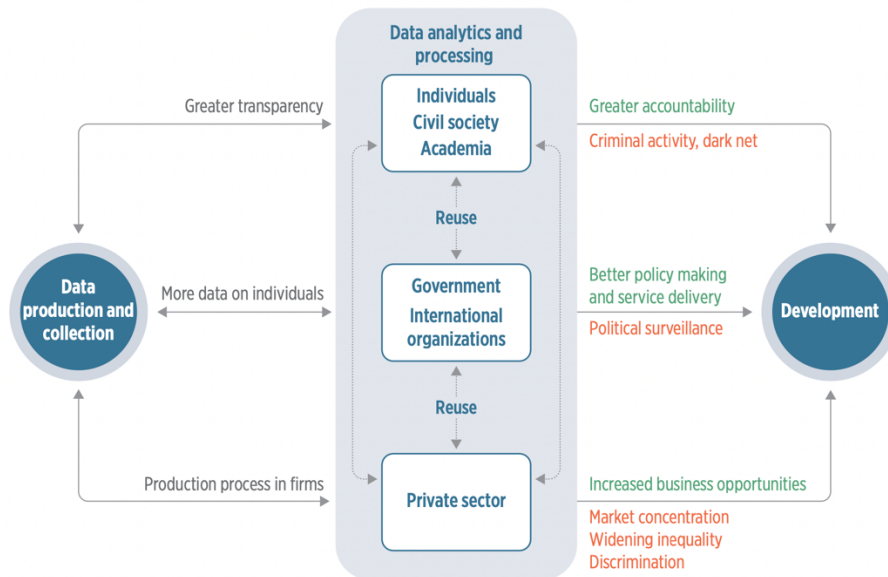 Data analytics and
processing
Greater transparency
Individuals
Civil society
Academia
Greater accountability
Criminal activity, dark net
Reuse
Data
production and
collection
More data on individuals
Government
International
organizations
Better policy making
and service delivery
Political surveillance
Development
Reuse
Production process in firms
Private sector
Increased business opportunities
Market concentration
Widening inequality
Discrimination